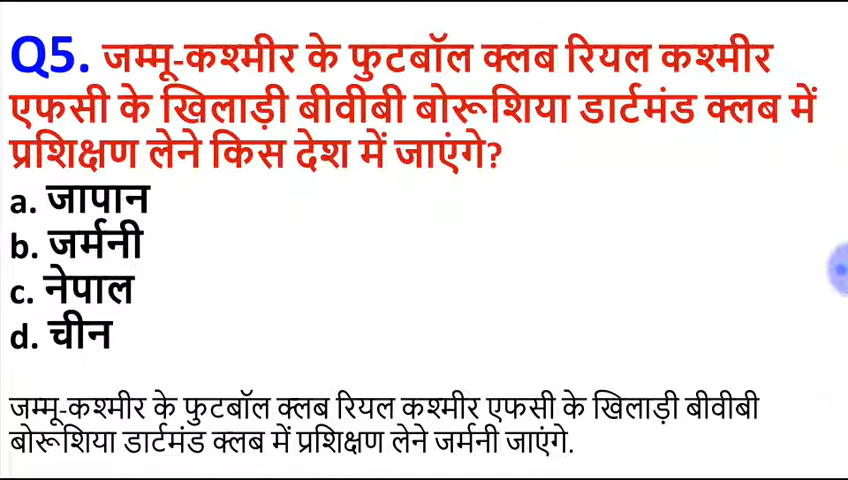 Q5. जम्मू-कश्मीर के फुटबॉल क्लब रियल कश्मीर
एफसी के खिलाड़ी बीवीबी बोरूशिया डार्टमंड क्लब में
प्रशिक्षण लेने किस देश में जाएंगे?
a. जापान
b. जर्मनी
c. नेपाल
d. चीन
जम्मू-कश्मीर के फुटबॉल क्लब रियल कश्मीर एफसी के खिलाड़ी बीवीबी
बोरूशिया डार्टमंड क्लब में प्रशिक्षण लेने जर्मनी जाएंगे.